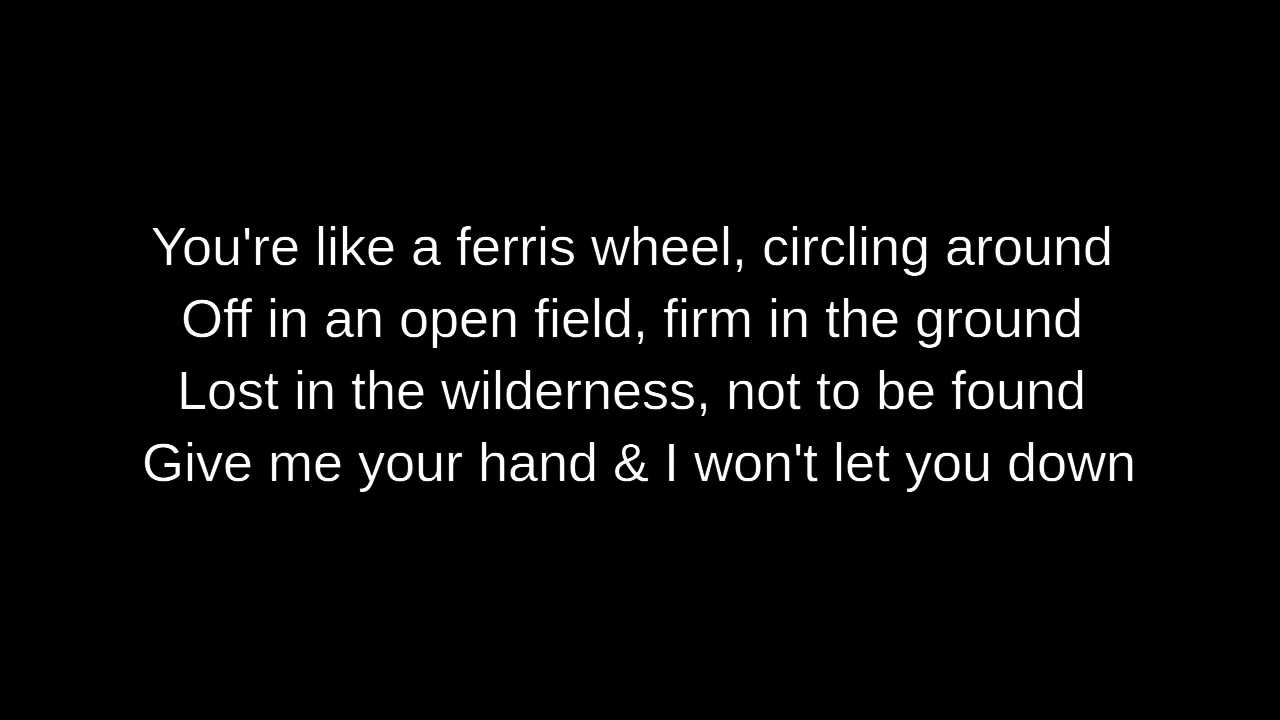 You're like a ferris wheel, circling around
Off in an open field, firm in the ground
Lost in the wilderness, not to be found
Give me your hand & I won't let you down